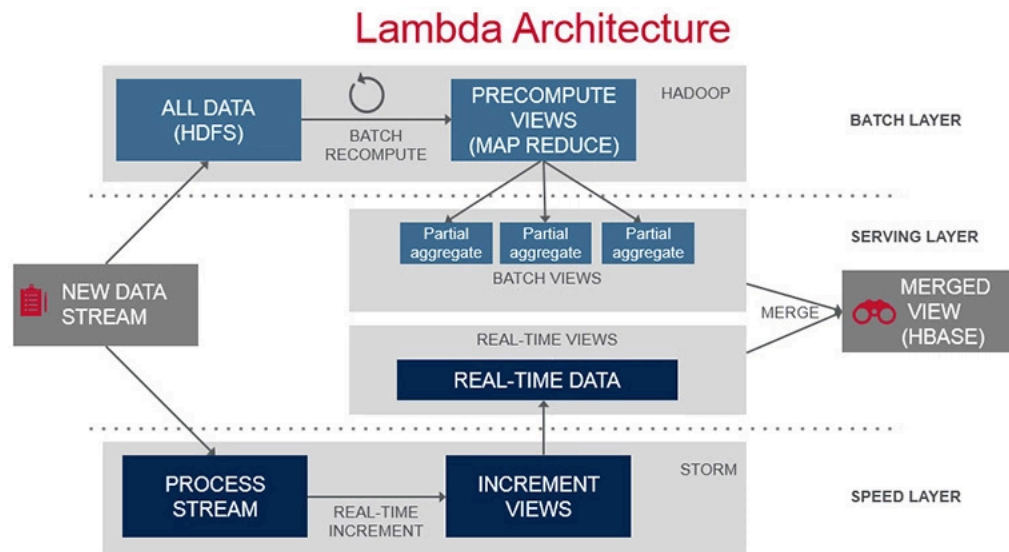 Lambda Architecture
ALL DATA
(HDFS)
BATCH
RECOMPUTE
PRECOMPUTE
VIEWS
(MAP REDUCE)
HADOOP
BATCH LAYER
Partial
aggregate
Partial
aggregate
Partial
aggregate
BATCH VIEWS
SERVING LAYER
NEW DATA
STREAM
MERGE
MERGED
VIEW
(HBASE)
REAL-TIME VIEWS
REAL-TIME DATA
PROCESS
STREAM
REAL-TIME
INCREMENT
INCREMENT
VIEWS
STORM
SPEED LAYER